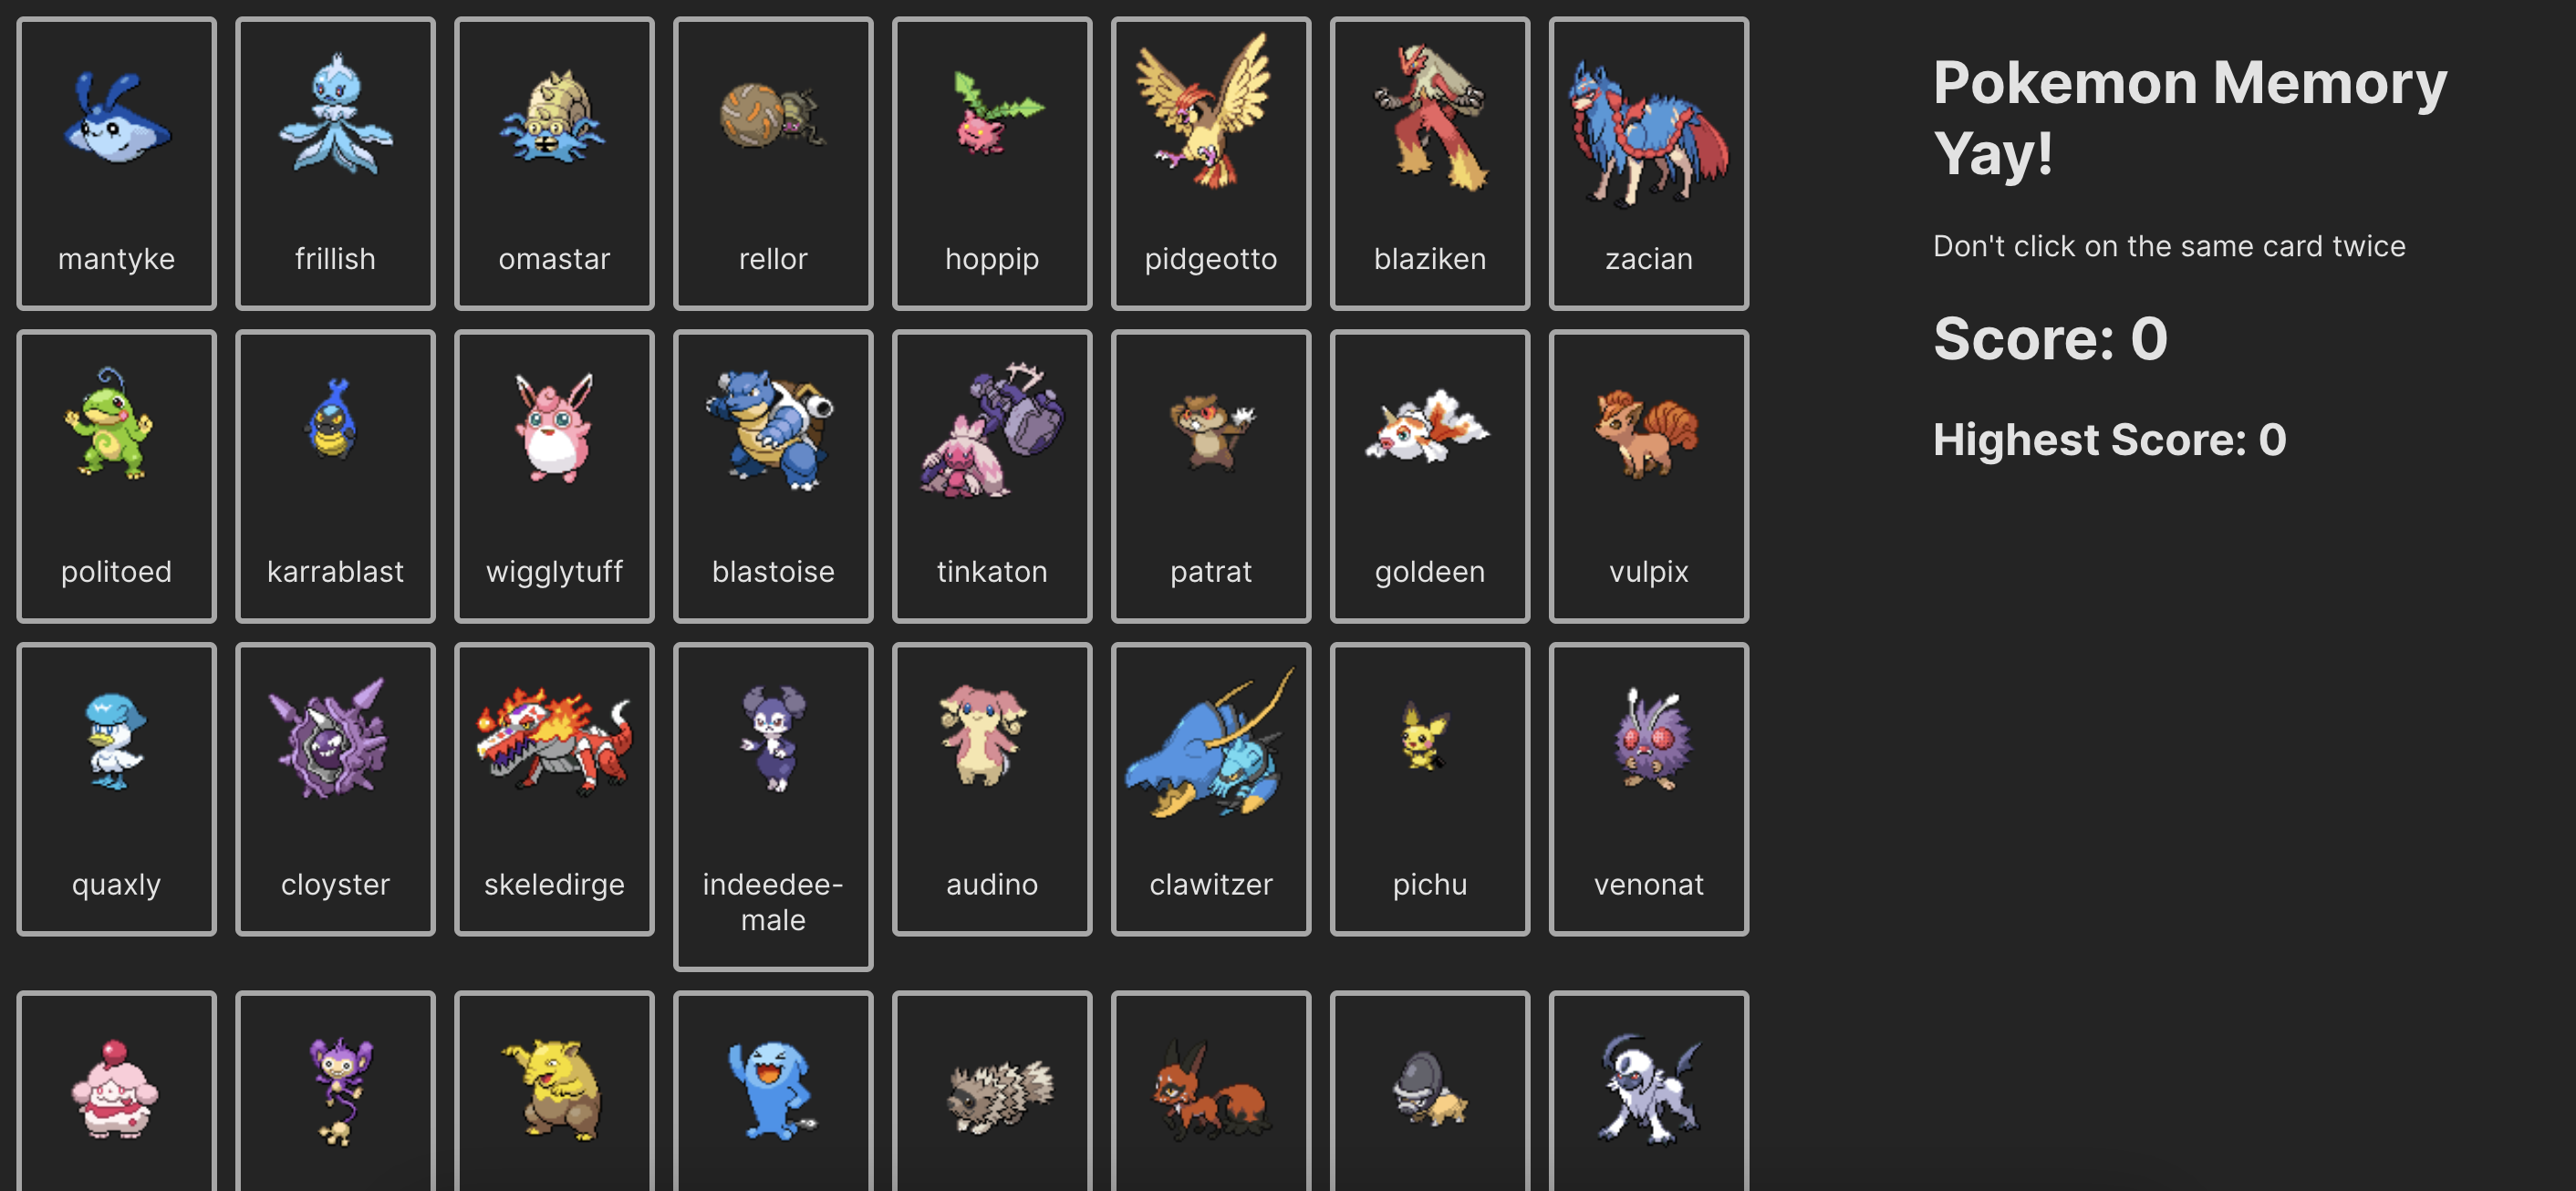 mantyke
frillish
omastar
rellor
hoppip
pidgeotto
blaziken
zacian
Pokemon Memory
Yay!
Don't click on the same card twice
Score: 0
Highest Score: 0
politoed
karrablast
wigglytuff
blastoise
tinkaton
patrat
goldeen
vulpix
quaxly
cloyster
skeledirge
indeedee-
male
audino
clawitzer
pichu
venonat